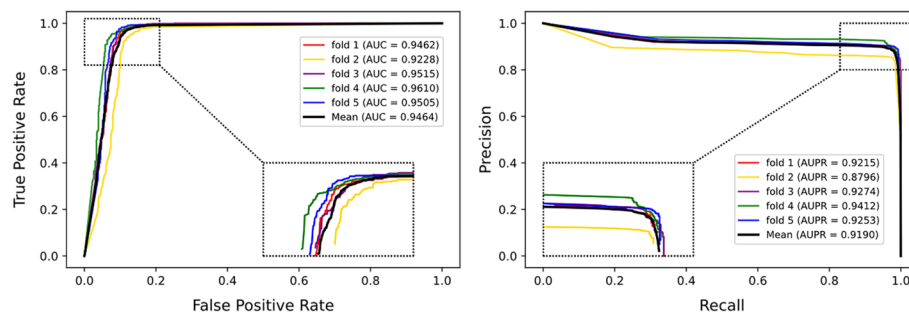 True Positive Rate
1.0
0.8
0.6
0.4
0.2
0.0
fold 1 (AUC = 0.9462)
fold 2 (AUC = 0.9228)
fold 3 (AUC = 0.9515)
fold 4 (AUC = 0.9610)
fold 5 (AUC = 0.9505)
Mean (AUC = 0.9464)
0.0 0.2 0.4 0.6 0.8 1.0
False Positive Rate
Precision
1.0
0.8
0.6
0.4
0.2
0.0
fold 1 (AUPR = 0.9215)
fold 2 (AUPR = 0.8796)
fold 3 (AUPR = 0.9274)
fold 4 (AUPR = 0.9412)
fold 5 (AUPR = 0.9253)
Mean (AUPR = 0.9190)
0.0 0.2 0.4 0.6 0.8 1.0
Recall